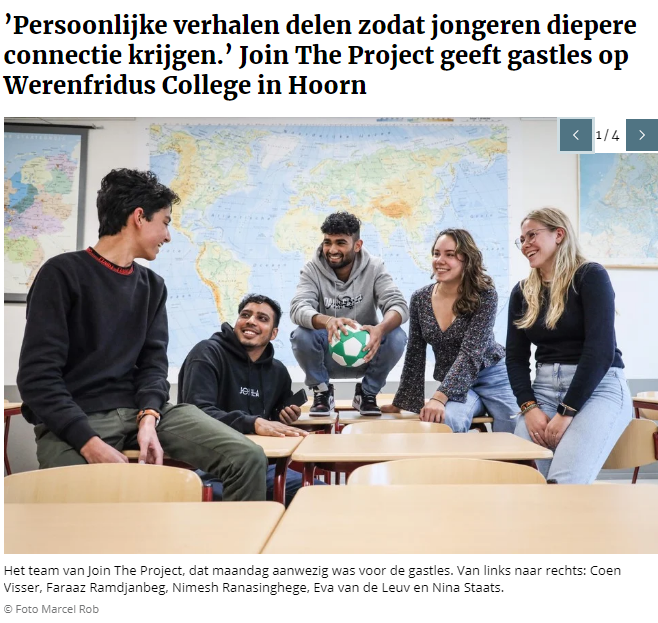 ’Persoonlijke verhalen delen zodat jongeren diepere
connectie krijgen.’ Join The Project geeft gastles op
Werenfridus College in Hoorn
1 / 4
Het team van Join The Project, dat maandag aanwezig was voor de gastles. Van links naar rechts: Coen
Visser, Faraaz Ramdjanbeg, Nimesh Ranasinghege, Eva van de Leuv en Nina Staats.
© Foto Marcel Rob